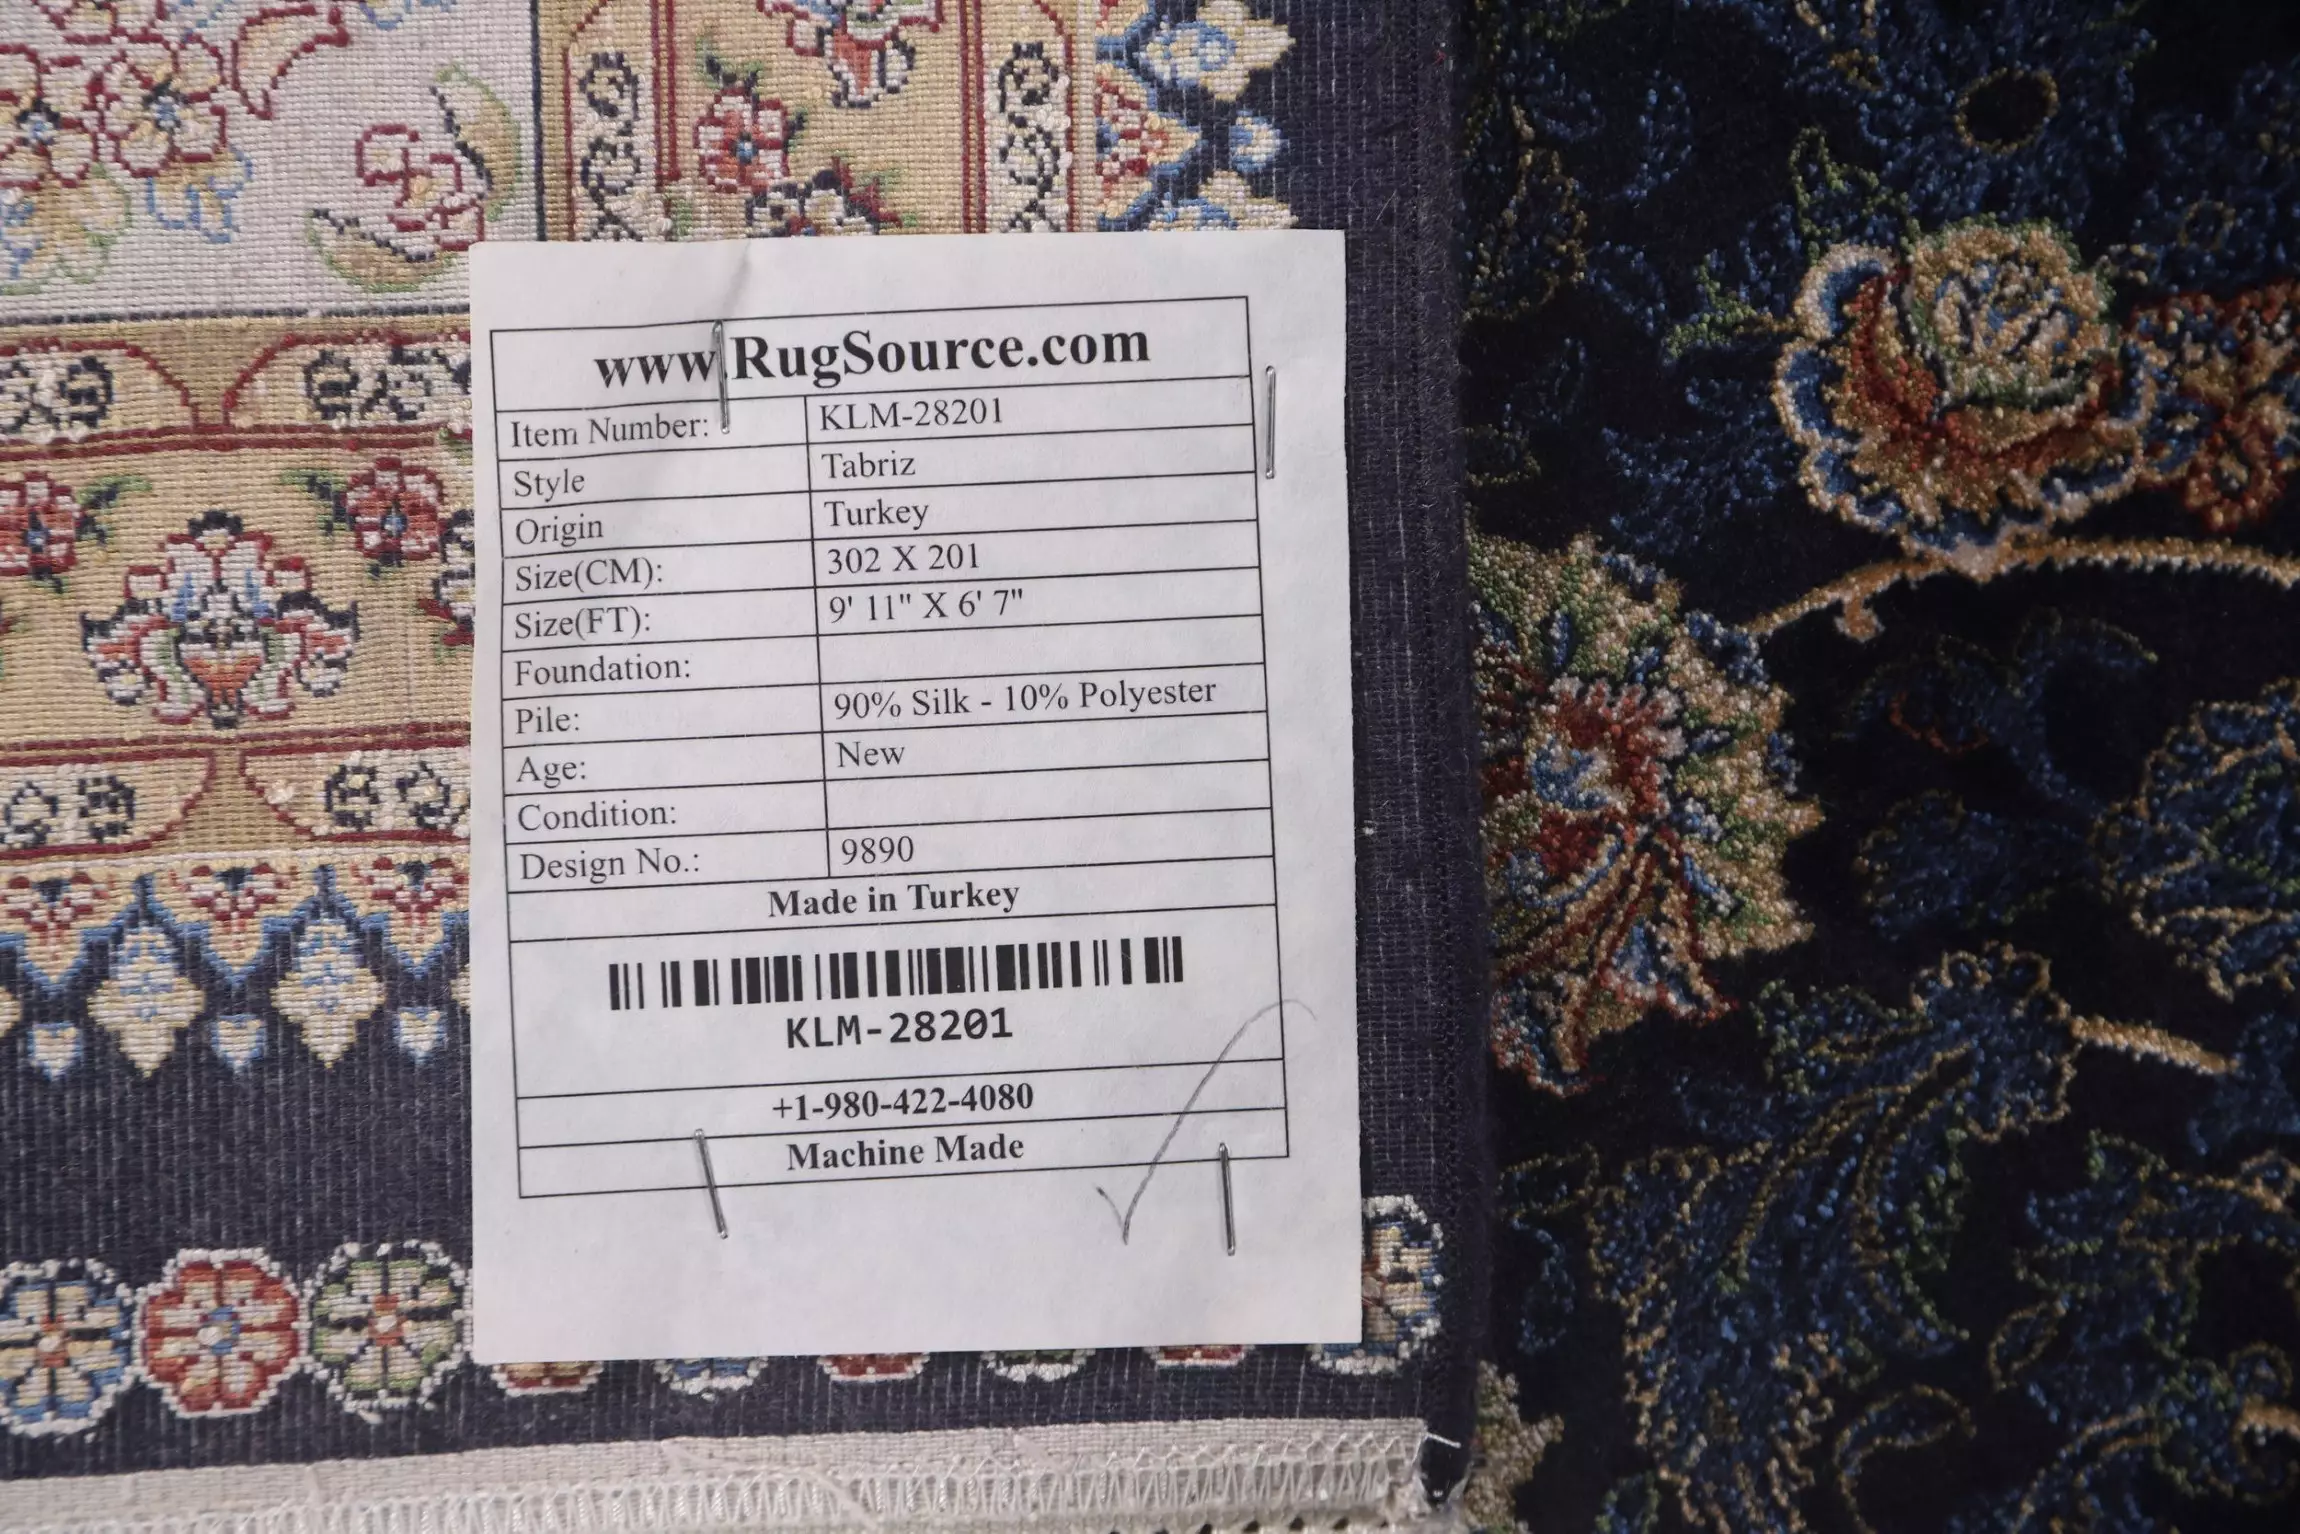 www.RugSource.com
Item Number: KLM-28201
Style Tabriz
Origin Turkey
Size(CM): 302 X 201
Size(FT): 9' 11" X 6' 7"
Foundation:
Pile: 90% Silk - 10% Polyester
Age: New
Condition:
Design No.: 9890
Made in Turkey
KLM-28201
+1-980-422-4080
Machine Made